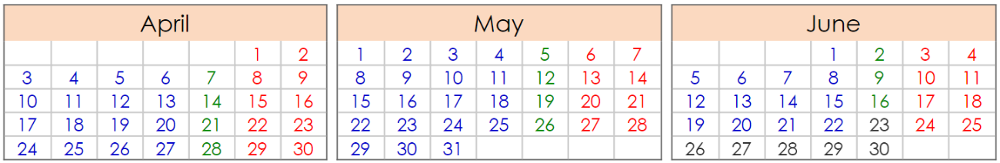 April
1 2
3 4 5 6 7 8 9
10 11 12 13 14 15 16
17 18 19 20 21 22 23
24 25 26 27 28 29 30
May
1 2 3 4 5 6 7
8 9 10 11 12 13 14
15 16 17 18 19 20 21
22 23 24 25 26 27 28
29 30 31
June
1 2 3 4
5 6 7 8 9 10 11
12 13 14 15 16 17 18
19 20 21 22 23 24 25
26 27 28 29 30